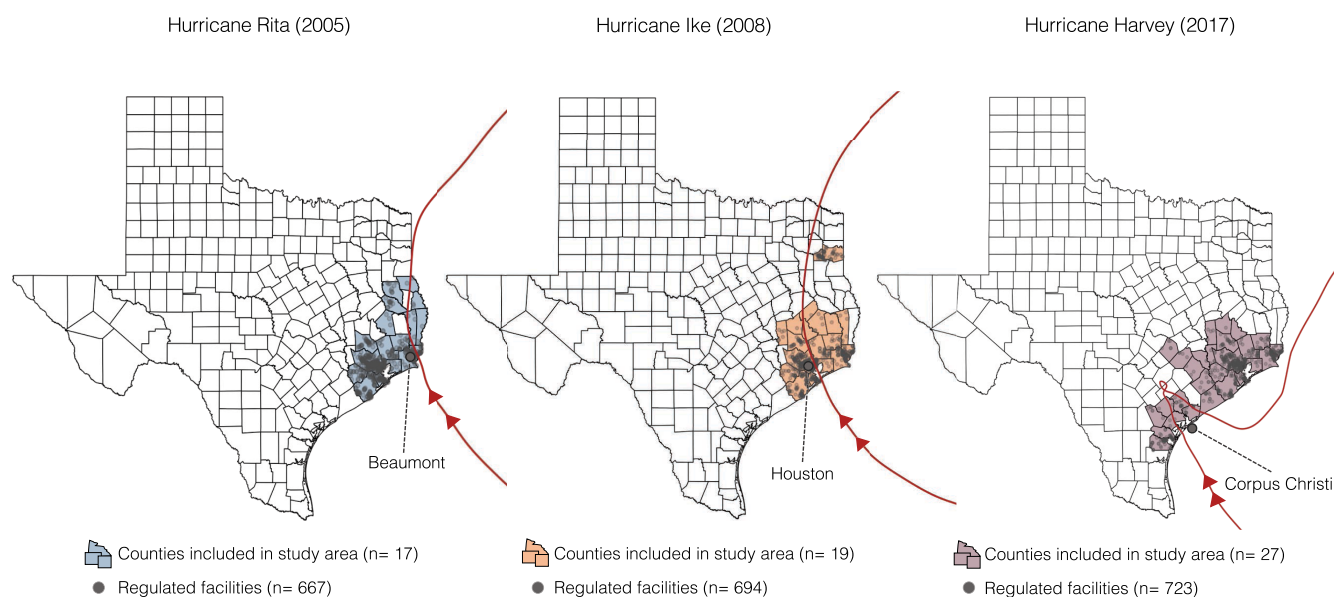 Hurricane Rita (2005)
Hurricane Ike (2008)
Hurricane Harvey (2017)
Beaumont
Houston
Corpus Christi
Counties included in study area (n= 17)
Regulated facilities (n= 667)
Counties included in study area (n= 19)
Regulated facilities (n= 694)
Counties included in study area (n= 27)
Regulated facilities (n= 723)